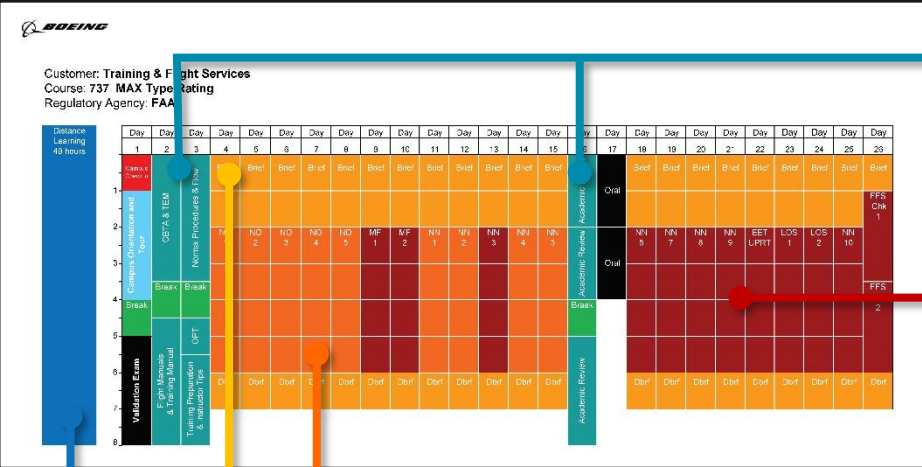 BOEING
Customer: Training & Flight Services
Course: 737 MAX Type Rating
Regulatory Agency: FAA
Distance
Learning
49 hours
Day Day Day Day Day Day Day Day Day Day Day Day Day Day Day Day Day Day Day Day Day Day Day Day Day Day
1 2 3 4 5 6 7 8 9 10 11 12 13 14 15 17 18 19 20 21 22 23 24 25
Campus
Check in
CBTA & TEM
Normal Procedures & Flow
Brief Brief Brief Brief Brief Brief Brief Brief Brief Brief Brief
Academic
Oral
Brief Brief Brief Brief Brief Brief Brief Brief
FFS
Chk
1
1
2
3
4
5
6
7
8
Campus Orientation and
Tour
NO NO NO NO MF MF NN NN NN NN NN
2 3 4 5 1 2 1 2 3 4 5
Academic Review
Oral
NN NN NN NN EET LOS LOS NN
6 7 8 9 UPRT 1 2 10
Break Break
FFS
2
Break
Break
OPT
Validation Exam
Flight Manuals
& Training Manual
Training Preparation
& Instructor Tips
Academic Review
Dbrf Dbrf Dbrf Dbrf Dbrf Dbrf Dbrf Dbrf Dbrf Dbrf
Dbrf Dbrf Dbrf Dbrf Dbrf Dbrf Dbrf Dbrf Dbrf